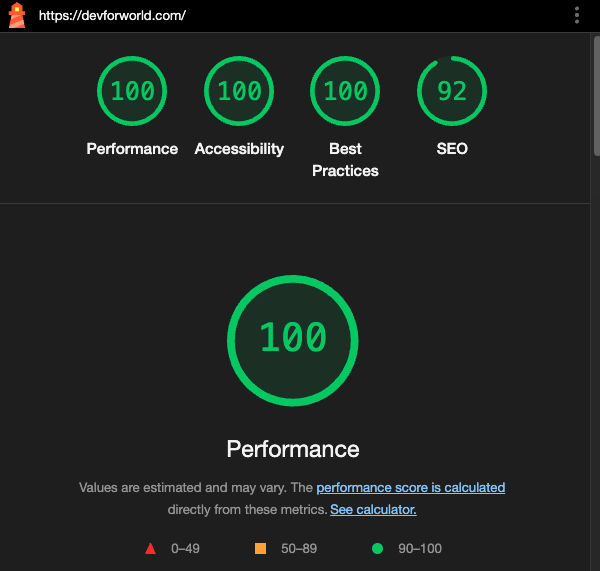 https://devforworld.com/
100 100 100 92
Performance Accessibility Best Practices SEO
100
Performance
Values are estimated and may vary. The performance score is calculated
directly from these metrics. See calculator.
0–49 50–89 90–100